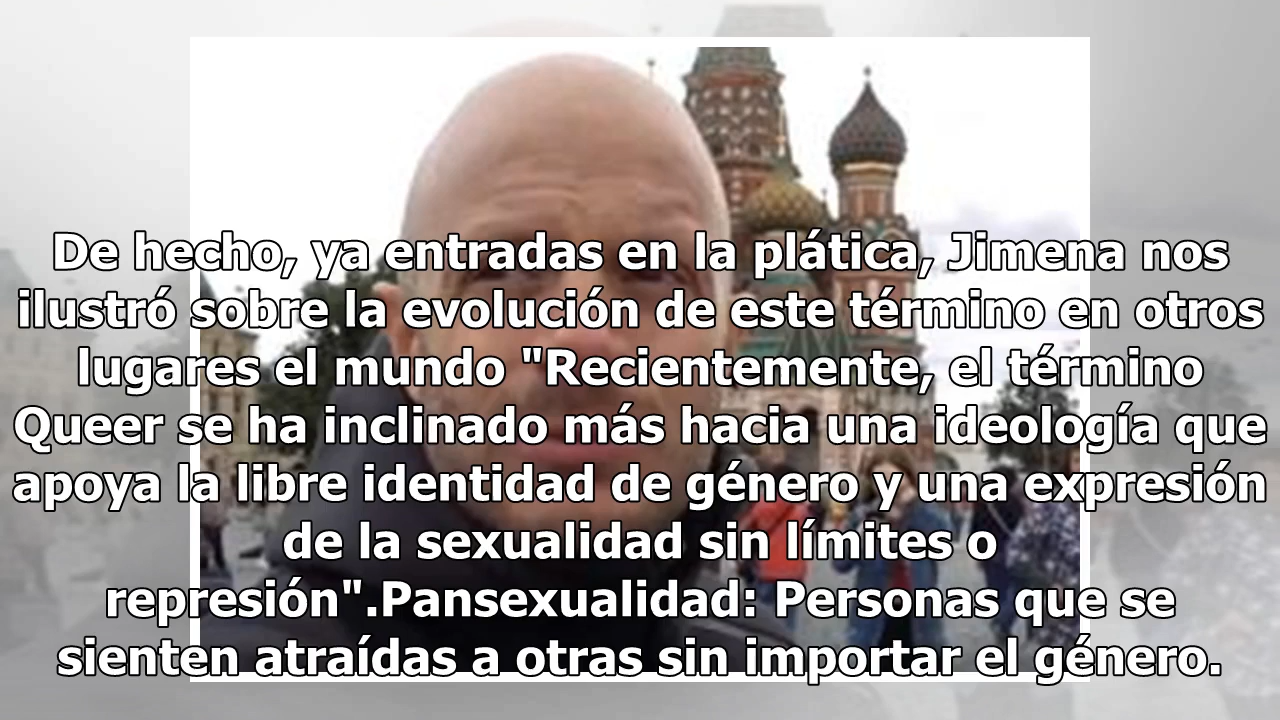 De hecho, ya entradas en la plática, Jimena nos
ilustró sobre la evolución de este término en otros
lugares el mundo "Recientemente, el término
Queer se ha inclinado más hacia una ideología que
apoya la libre identidad de género y una expresión
de la sexualidad sin límites o
represión".Pansexualidad: Personas que se
sienten atraídas a otras sin importar el género.